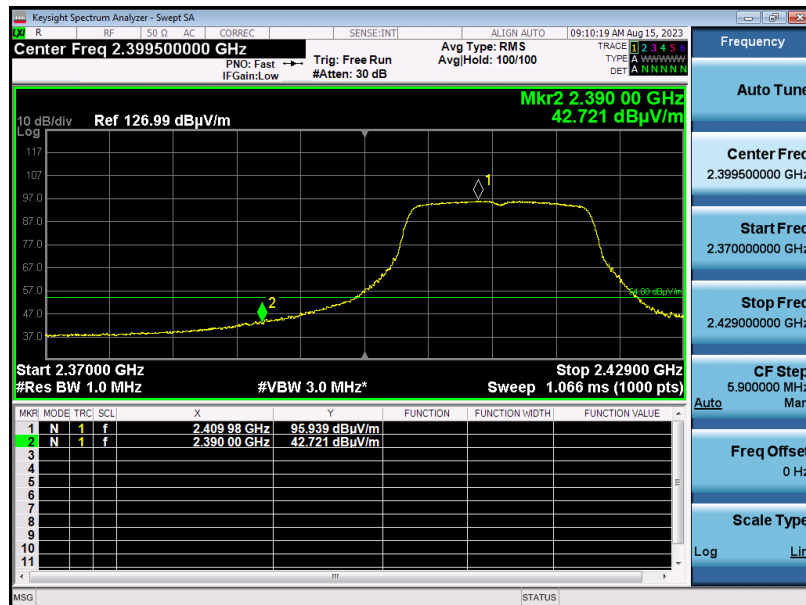 Keysight Spectrum Analyzer - Swept SA
LXI R RF 50 Ω AC CORREC SENSE:INT ALIGN AUTO 09:10:19 AM Aug 15, 2023
Center Freq 2.399500000 GHz
PNO: Fast
IFGain:Low
Trig: Free Run
#Atten: 30 dB
Avg Type: RMS
Avg|Hold: 100/100
TRACE 1 2 3 4 5 6
TYPE A WWWWW
DET A N N N N N
Mkr2 2.390 00 GHz
42.721 dBµV/m
10 dB/div Ref 126.99 dBµV/m
Log
117
107
97.0
87.0
77.0
67.0
57.0
47.0
37.0
1
2
54.00 dBµV/m
Start 2.37000 GHz Stop 2.42900 GHz
#Res BW 1.0 MHz #VBW 3.0 MHz* Sweep 1.066 ms (1000 pts)
MKR MODE TRC SCL X Y FUNCTION FUNCTION WIDTH FUNCTION VALUE
1 N 1 f 2.409 98 GHz 95.939 dBµV/m
2 N 1 f 2.390 00 GHz 42.721 dBµV/m
3
4
5
6
7
8
9
10
11
MSG STATUS
Frequency
Auto Tune
Center Freq
2.399500000 GHz
Start Freq
2.370000000 GHz
Stop Freq
2.429000000 GHz
CF Step
5.900000 MHz
Auto Man
Freq Offset
0 Hz
Scale Type
Log Lin